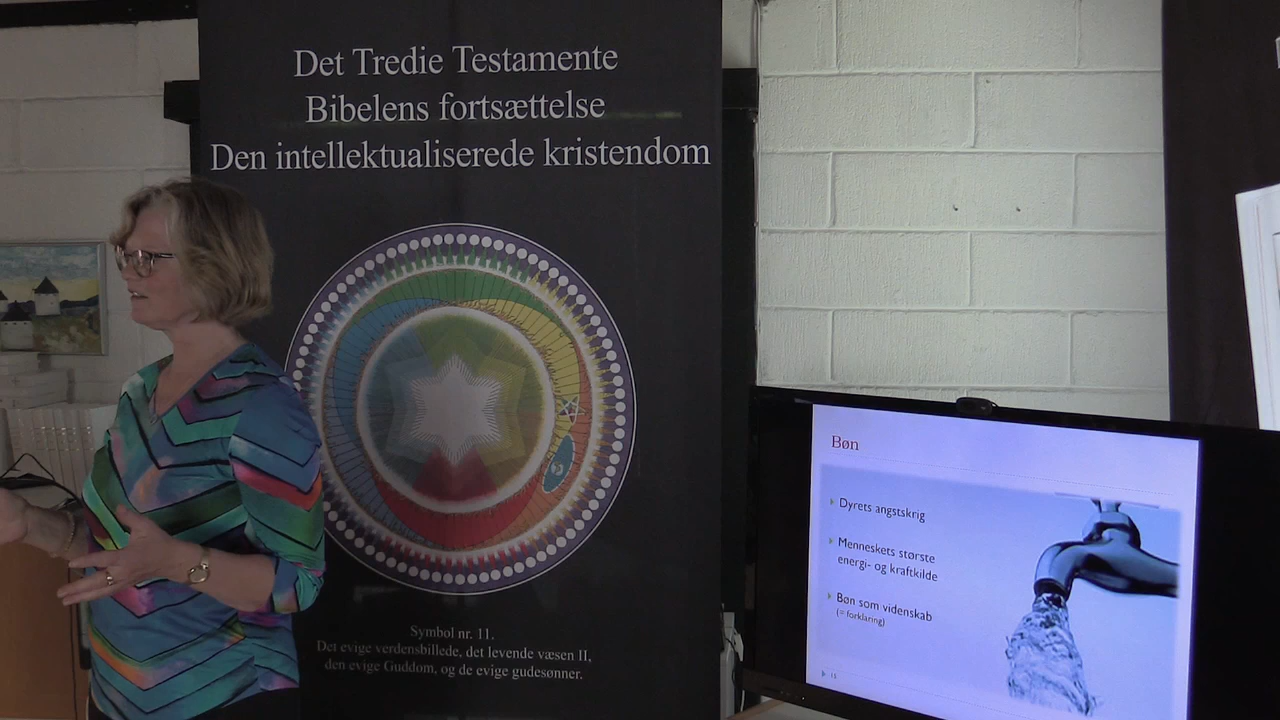 Det Tredie Testamente
Bibelens fortsættelse
Den intellektualiserede kristendom
Symbol nr. 11.
Det evige verdensbillede, det levende væsen II,
den evige Guddom, og de evige gudesønner.
Bøn
Dyrets angstskrig
Menneskets største
energi- og kraftkilde
Bøn som videnskab
(= forklaring)